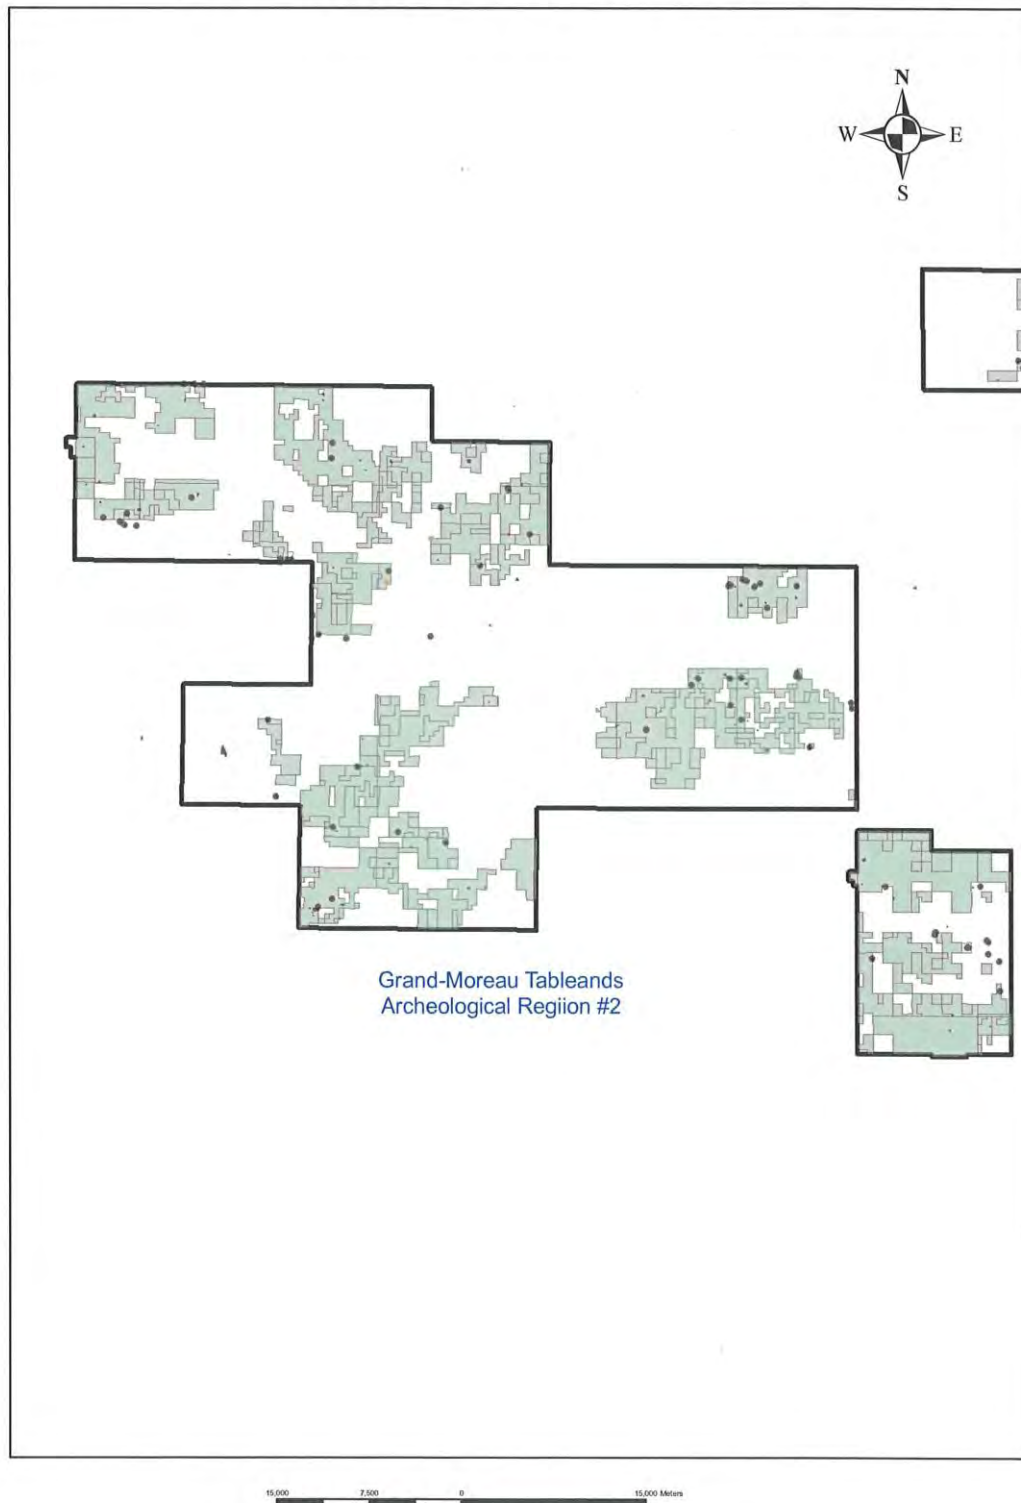 N
W E
S
Grand-Moreau Tableands
Archeological Regiion #2
15,000 7,500 0 15,000 Meters